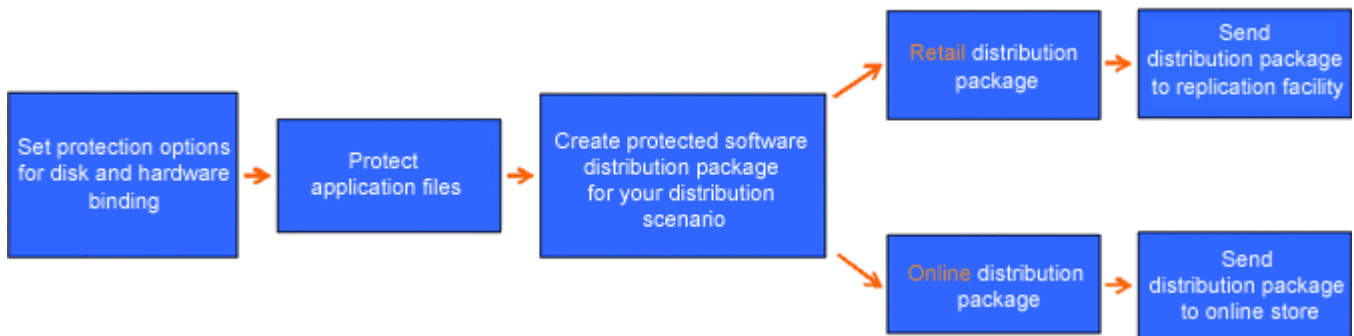 Set protection options
for disk and hardware
binding
Protect
application files
Create protected software
distribution package
for your distribution
scenario
Retail distribution
package
Send
distribution package
to replication facility
Online distribution
package
Send
distribution package
to online store